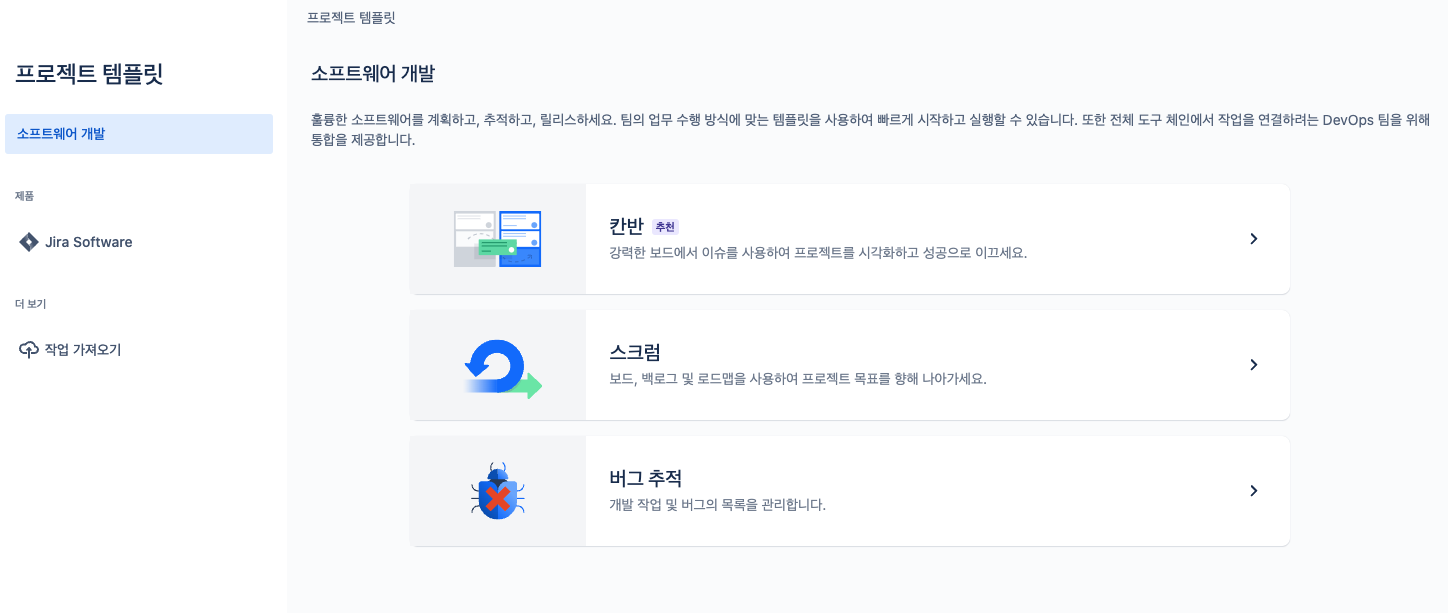 프로젝트 템플릿
소프트웨어 개발
제품
Jira Software
더 보기
작업 가져오기
프로젝트 템플릿
소프트웨어 개발
훌륭한 소프트웨어를 계획하고, 추적하고, 릴리스하세요. 팀의 업무 수행 방식에 맞는 템플릿을 사용하여 빠르게 시작하고 실행할 수 있습니다. 또한 전체 도구 체인에서 작업을 연결하려는 DevOps 팀을 위해
통합을 제공합니다.
칸반 추천
강력한 보드에서 이슈를 사용하여 프로젝트를 시각화하고 성공으로 이끄세요.
스크럼
보드, 백로그 및 로드맵을 사용하여 프로젝트 목표를 향해 나아가세요.
버그 추적
개발 작업 및 버그의 목록을 관리합니다.